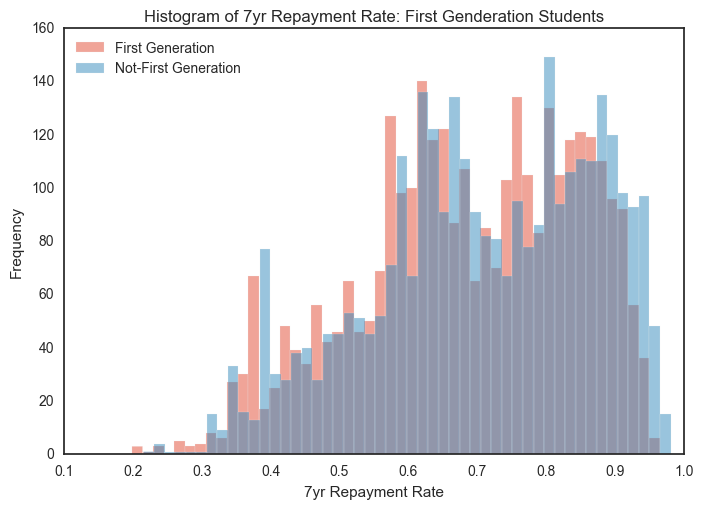 Histogram of 7yr Repayment Rate: First Genderation Students
First Generation
Not-First Generation
160
140
120
100
80
60
40
20
0
Frequency
0.1 0.2 0.3 0.4 0.5 0.6 0.7 0.8 0.9 1.0
7yr Repayment Rate